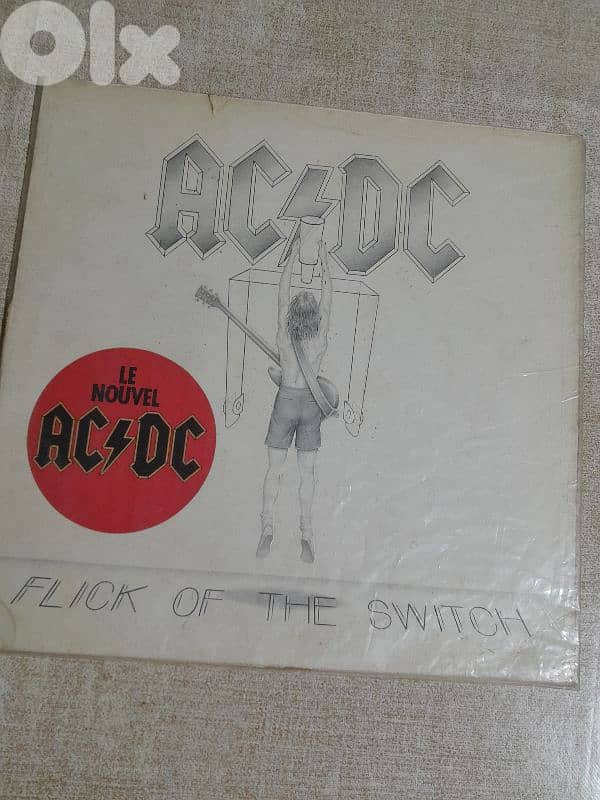 Olx
AC⚡DC
LE
NOUVEL
AC⚡DC
FLICK OF THE SWITCH